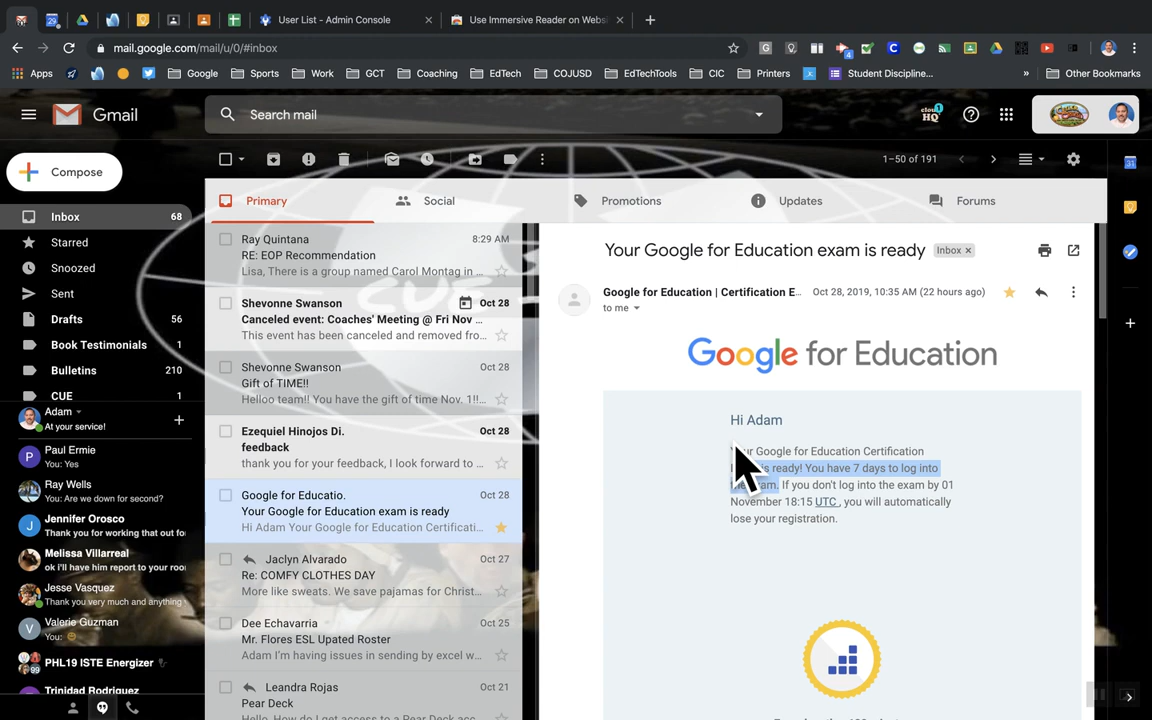 User List - Admin Console
Use Immersive Reader on Websi
mail.google.com/mail/u/0/#inbox
Apps
Google
Sports
Work
GCT
Coaching
EdTech
COJUSD
EdTechTools
CIC
Printers
Student Discipline...
»
Other Bookmarks
Gmail
Search mail
Compose
1–50 of 191
Inbox 68
Starred
Snoozed
Sent
Drafts 56
Book Testimonials 1
Bulletins 210
CUE 1
Adam
At your service!
Paul Ermie
You: Yes
Ray Wells
You: Are we down for second?
Jennifer Orosco
Thank you for working that out fo
Melissa Villarreal
ok i'll have him report to your roo
Jesse Vasquez
Thank you very much and anything
Valerie Guzman
You:
PHL19 ISTE Energizer
Trinidad Rodriguez
Primary
Social
Promotions
Updates
Forums
Ray Quintana 8:29 AM
RE: EOP Recommendation
Lisa, There is a group named Carol Montag in ...
Shevonne Swanson Oct 28
Canceled event: Coaches' Meeting @ Fri Nov ...
This event has been canceled and removed fro...
Shevonne Swanson Oct 28
Gift of TIME!!
Helloo team!! You have the gift of time Nov. 1!!...
Ezequiel Hinojos Di. Oct 28
feedback
thank you for your feedback, I look forward to ...
Google for Educatio. Oct 28
Your Google for Education exam is ready
Hi Adam Your Google for Education Certificati...
Jaclyn Alvarado Oct 27
Re: COMFY CLOTHES DAY
More like sweats. We save pajamas for Christ...
Dee Echavarria Oct 25
Mr. Flores ESL Upated Roster
Adam I'm having issues in sending by excel w...
Leandra Rojas Oct 21
Pear Deck
Hello, How do I get access to a Pear Deck acc...
Your Google for Education exam is ready Inbox ×
Google for Education | Certification E... Oct 28, 2019, 10:35 AM (22 hours ago)
to me
Google for Education
Hi Adam
Google for Education Certification
is ready! You have 7 days to log into
If you don't log into the exam by 01
November 18:15 UTC , you will automatically
lose your registration.